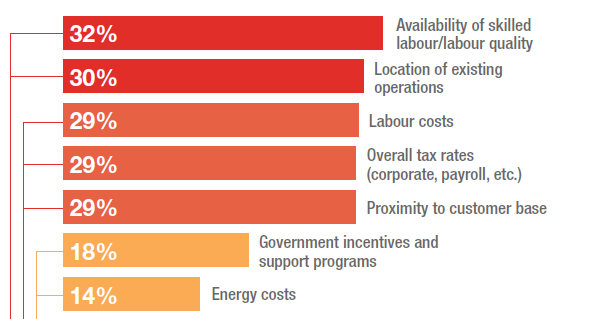 32%
Availability of skilled
labour/labour quality
30%
Location of existing
operations
29%
Labour costs
29%
Overall tax rates
(corporate, payroll, etc.)
29%
Proximity to customer base
18%
Government incentives and
support programs
14%
Energy costs